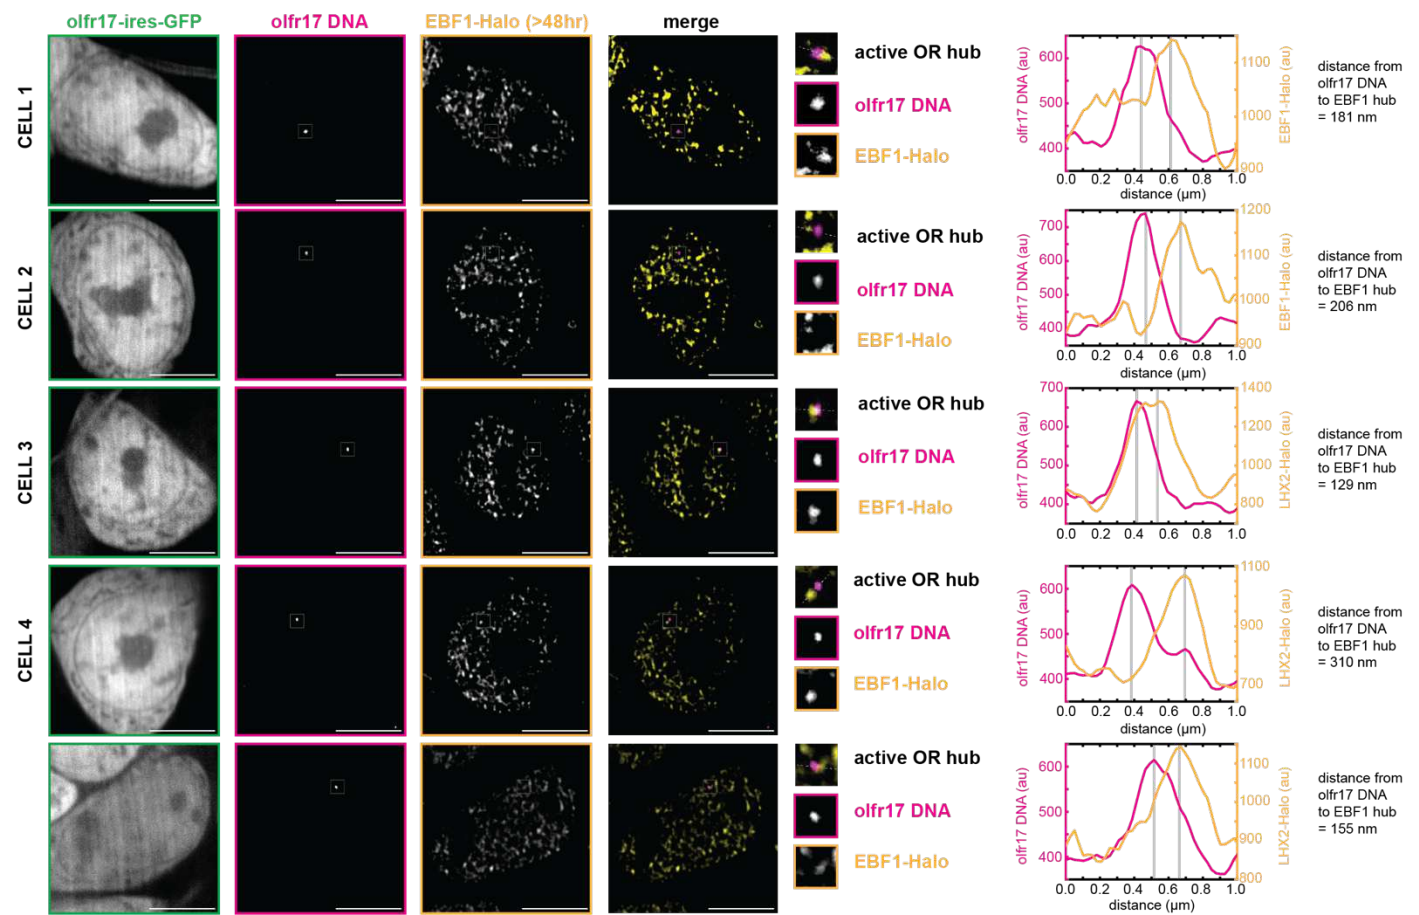 olfr17-ires-GFP olfr17 DNA EBF1-Halo (>48hr) merge
CELL 1
active OR hub
olfr17 DNA
EBF1-Halo
olfr17 DNA (au)
600
500
400
0.0 0.2 0.4 0.6 0.8 1.0
distance (µm)
1100
1000
900
EBF1-Halo (au)
distance from
olfr17 DNA
to EBF1 hub
= 181 nm
CELL 2
active OR hub
olfr17 DNA
EBF1-Halo
olfr17 DNA (au)
700
600
500
400
0.0 0.2 0.4 0.6 0.8 1.0
distance (µm)
1200
1100
1000
900
EBF1-Halo (au)
distance from
olfr17 DNA
to EBF1 hub
= 206 nm
CELL 3
active OR hub
olfr17 DNA
EBF1-Halo
olfr17 DNA (au)
700
600
500
400
0.0 0.2 0.4 0.6 0.8 1.0
distance (µm)
1400
1300
1200
1000
900
800
700
LHX2-Halo (au)
distance from
olfr17 DNA
to EBF1 hub
= 129 nm
CELL 4
active OR hub
olfr17 DNA
EBF1-Halo
olfr17 DNA (au)
600
500
400
0.0 0.2 0.4 0.6 0.8 1.0
distance (µm)
1100
900
700
LHX2-Halo (au)
distance from
olfr17 DNA
to EBF1 hub
= 310 nm
active OR hub
olfr17 DNA
EBF1-Halo
olfr17 DNA (au)
600
500
400
0.0 0.2 0.4 0.6 0.8 1.0
distance (µm)
1100
1000
900
800
LHX2-Halo (au)
distance from
olfr17 DNA
to EBF1 hub
= 155 nm